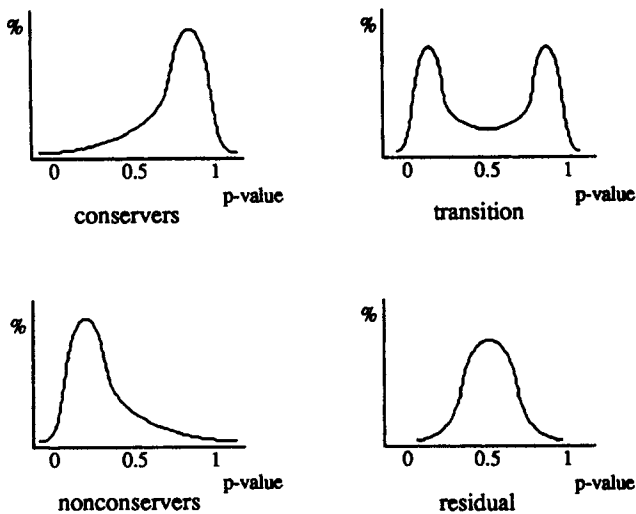 %
0 0.5 1
p-value
conservers
%
0 0.5 1
p-value
transition
%
0 0.5 1
p-value
nonconservers
%
0 0.5 1
p-value
residual